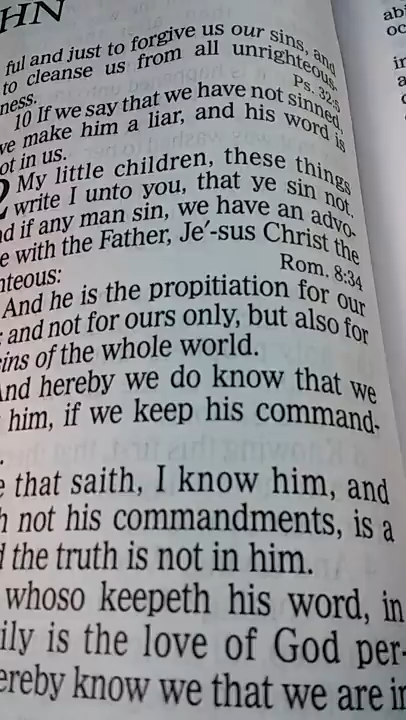 HN
ful and just to forgive us our sins, and
to cleanse us from all unrighteous-
ness. Ps. 32:5
10 If we say that we have not sinned,
we make him a liar, and his word is
ot in us.
2 My little children, these things
write I unto you, that ye sin not.
nd if any man sin, we have an advo-
e with the Father, Je′-sus Christ the
hteous: Rom. 8:34
And he is the propitiation for our
: and not for ours only, but also for
sins of the whole world.
And hereby we do know that we
him, if we keep his command-
.
e that saith, I know him, and
h not his commandments, is a
d the truth is not in him.
whoso keepeth his word, in
ily is the love of God per-
ereby know we that we are in